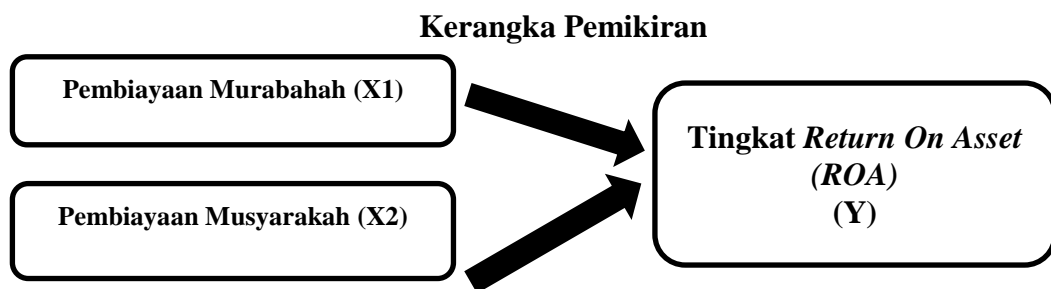 Kerangka Pemikiran
Pembiayaan Murabahah (X1)
Pembiayaan Musyarakah (X2)
Tingkat Return On Asset
(ROA)
(Y)